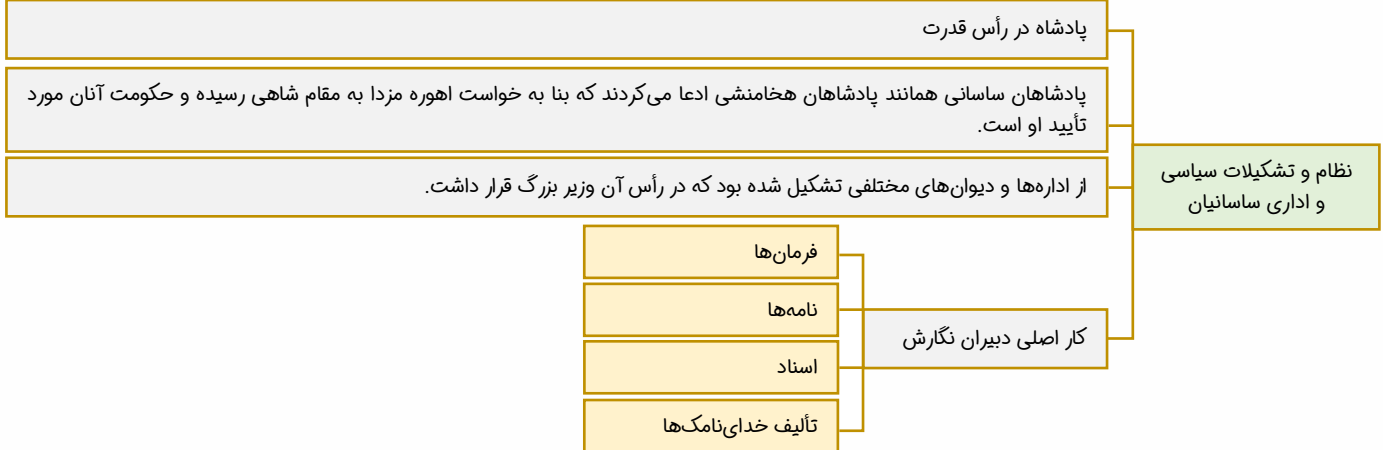 نظام و تشکیلات سیاسی
و اداری ساسانیان
پادشاه در رأس قدرت
پادشاهان ساسانی همانند پادشاهان هخامنشی ادعا می‌کردند که بنا به خواست اهوره مزدا به مقام شاهی رسیده و حکومت آنان مورد
تأیید او است.
از اداره‌ها و دیوان‌های مختلفی تشکیل شده بود که در رأس آن وزیر بزرگ قرار داشت.
کار اصلی دبیران نگارش
فرمان‌ها
نامه‌ها
اسناد
تألیف خدای‌نامک‌ها